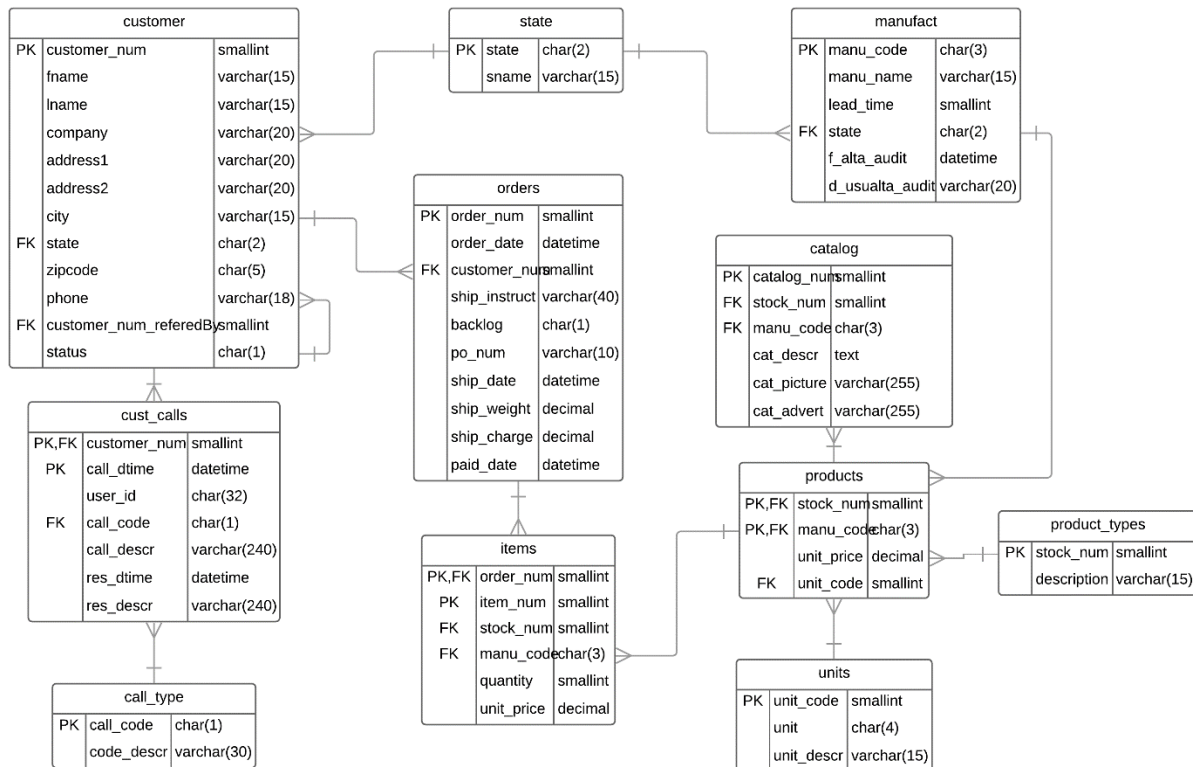 customer
PK customer_num smallint
fname varchar(15)
lname varchar(15)
company varchar(20)
address1 varchar(20)
address2 varchar(20)
city varchar(15)
FK state char(2)
zipcode char(5)
phone varchar(18)
FK customer_num_referedBy smallint
status char(1)
state
PK state char(2)
sname varchar(15)
manufact
PK manu_code char(3)
manu_name varchar(15)
lead_time smallint
FK state char(2)
f_alta_audit datetime
d_usualta_audit varchar(20)
orders
PK order_num smallint
order_date datetime
FK customer_num smallint
ship_instruct varchar(40)
backlog char(1)
po_num varchar(10)
ship_date datetime
ship_weight decimal
ship_charge decimal
paid_date datetime
catalog
PK catalog_num smallint
FK stock_num smallint
FK manu_code char(3)
cat_descr text
cat_picture varchar(255)
cat_advert varchar(255)
cust_calls
PK,FK customer_num smallint
PK call_dtime datetime
user_id char(32)
FK call_code char(1)
call_descr varchar(240)
res_dtime datetime
res_descr varchar(240)
products
PK,FK stock_num smallint
PK,FK manu_code char(3)
unit_price decimal
FK unit_code smallint
product_types
PK stock_num smallint
description varchar(15)
items
PK,FK order_num smallint
PK item_num smallint
FK stock_num smallint
FK manu_code char(3)
quantity smallint
unit_price decimal
call_type
PK call_code char(1)
code_descr varchar(30)
units
PK unit_code smallint
unit char(4)
unit_descr varchar(15)